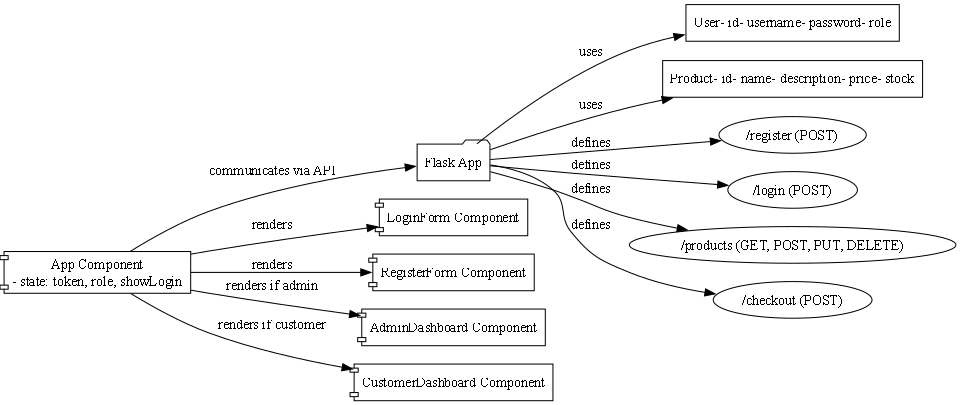 User- id- username- password- role
uses
Product- id- name- description- price- stock
uses
/register (POST)
defines
Flask App
communicates via API
defines
/login (POST)
defines
LoginForm Component
renders
defines
/products (GET, POST, PUT, DELETE)
App Component
- state: token, role, showLogin
renders
RegisterForm Component
renders if admin
/checkout (POST)
AdminDashboard Component
renders if customer
CustomerDashboard Component